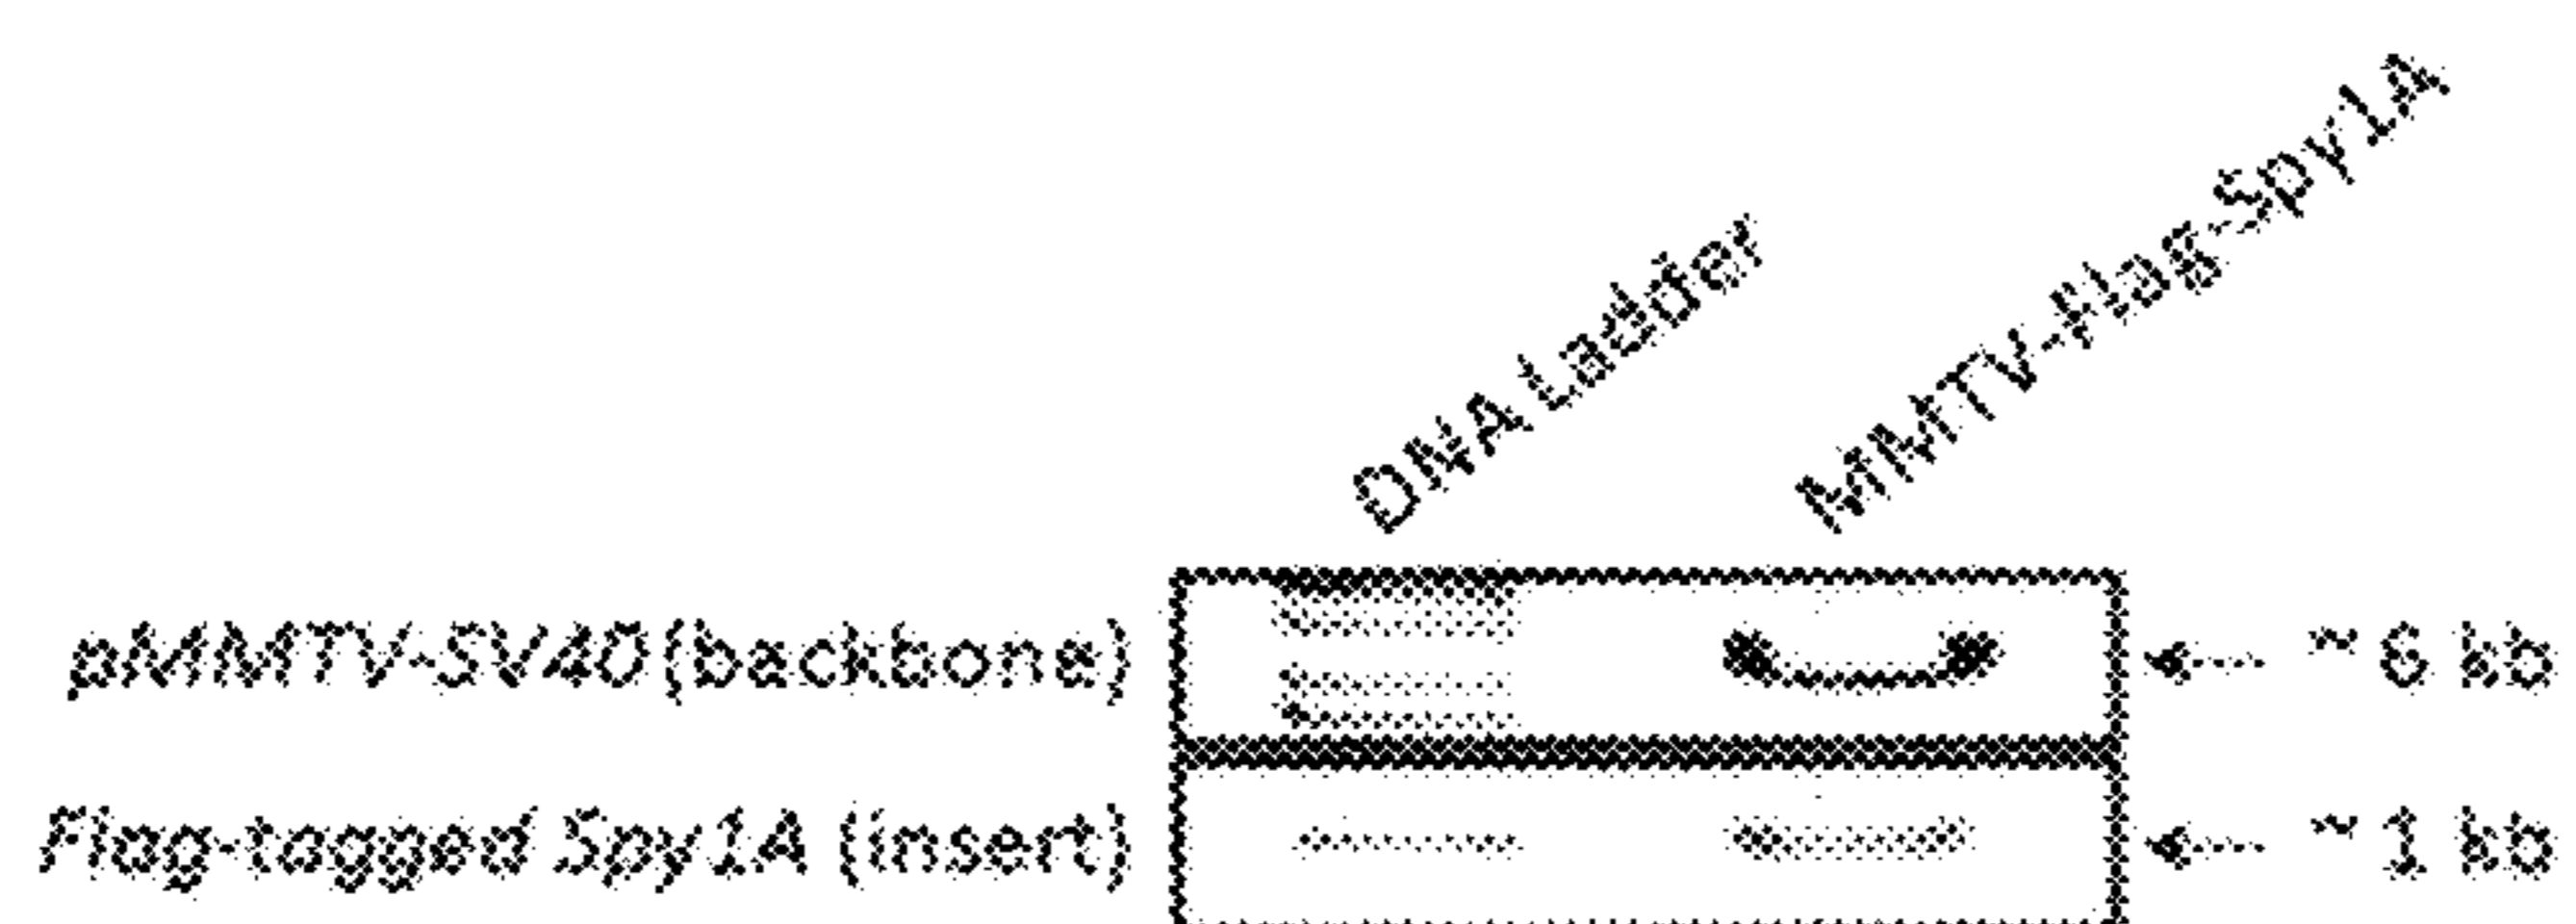 DNA Ladder
MMTV-Flag-Spy1A
pMMTV-SV40 (backbone)
~ 6 kb
Flag-tagged Spy1A (insert)
~ 1 kb